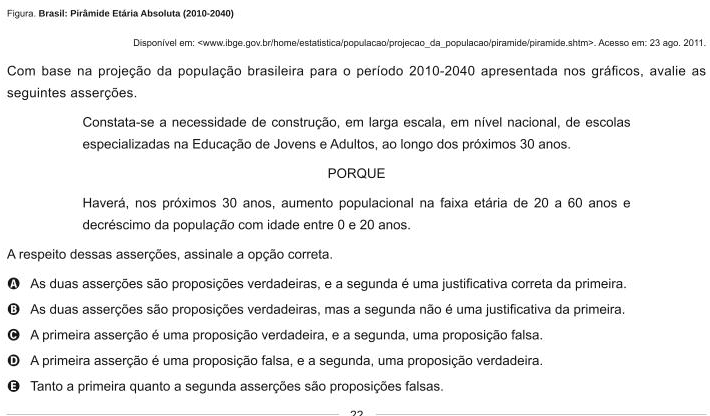 Figura. Brasil: Pirâmide Etária Absoluta (2010-2040)
Disponível em: <www.ibge.gov.br/home/estatistica/populacao/projecao_da_populacao/piramide/piramide.shtm>. Acesso em: 23 ago. 2011.
Com base na projeção da população brasileira para o período 2010-2040 apresentada nos gráficos, avalie as
seguintes asserções.
Constata-se a necessidade de construção, em larga escala, em nível nacional, de escolas
especializadas na Educação de Jovens e Adultos, ao longo dos próximos 30 anos.
PORQUE
Haverá, nos próximos 30 anos, aumento populacional na faixa etária de 20 a 60 anos e
decréscimo da população com idade entre 0 e 20 anos.
A respeito dessas asserções, assinale a opção correta.
A As duas asserções são proposições verdadeiras, e a segunda é uma justificativa correta da primeira.
B As duas asserções são proposições verdadeiras, mas a segunda não é uma justificativa da primeira.
C A primeira asserção é uma proposição verdadeira, e a segunda, uma proposição falsa.
D A primeira asserção é uma proposição falsa, e a segunda, uma proposição verdadeira.
E Tanto a primeira quanto a segunda asserções são proposições falsas.
22